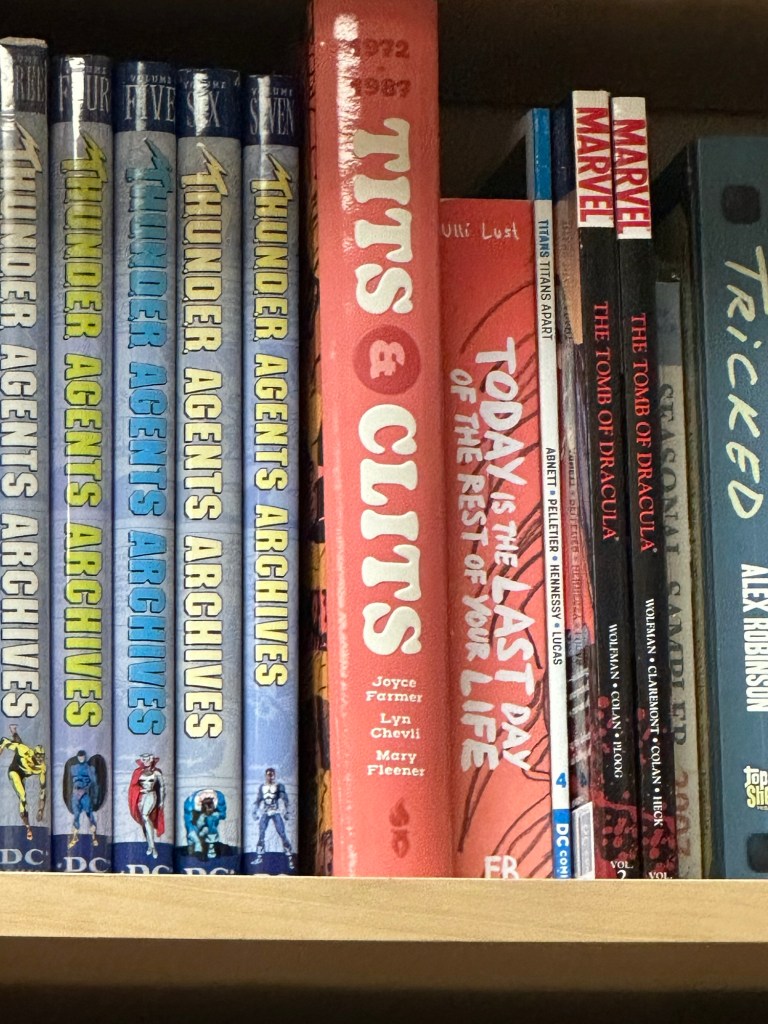 VOLUME FOUR
THUNDER AGENTS ARCHIVES
DC
VOLUME FIVE
THUNDER AGENTS ARCHIVES
DC
VOLUME SIX
THUNDER AGENTS ARCHIVES
DC
VOLUME SEVEN
THUNDER AGENTS ARCHIVES
DC
THUNDER AGENTS ARCHIVES
DC
1972
-
1987
TITS
&
CLITS
Joyce
Farmer
Lyn
Chevli
Mary
Fleener
Ulli Lust
TODAY IS THE LAST DAY
OF THE REST OF YOUR LIFE
FB
TITANS TITANS APART
ABNETT • PELLETIER • HENNESSY • LUCAS
4
DC
MARVEL
THE TOMB OF DRACULA
WOLFMAN • COLAN • PLOOG
VOL.
2
MARVEL
THE TOMB OF DRACULA
WOLFMAN • CLAREMONT • COLAN • HECK
VOL.
SEASONAL SAMPLER
TRiCKED
ALEX ROBINSON